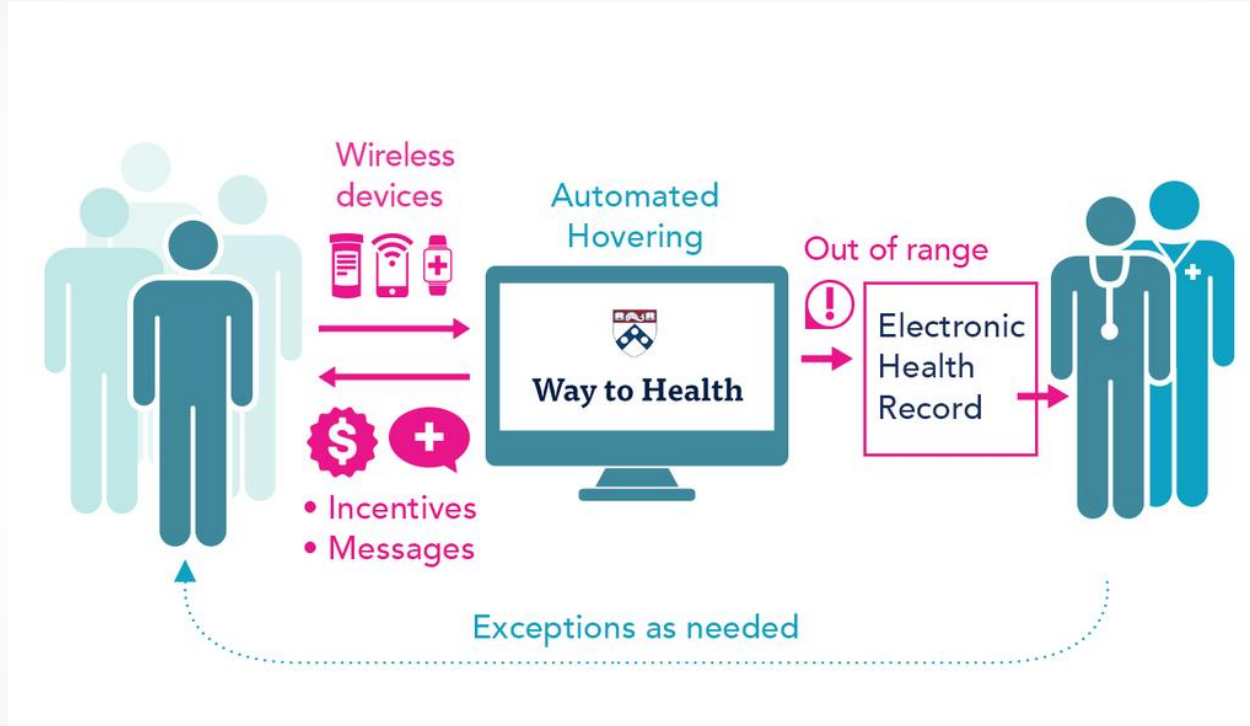 Wireless
devices
Automated
Hovering
Way to Health
• Incentives
• Messages
Out of range
Electronic
Health
Record
Exceptions as needed